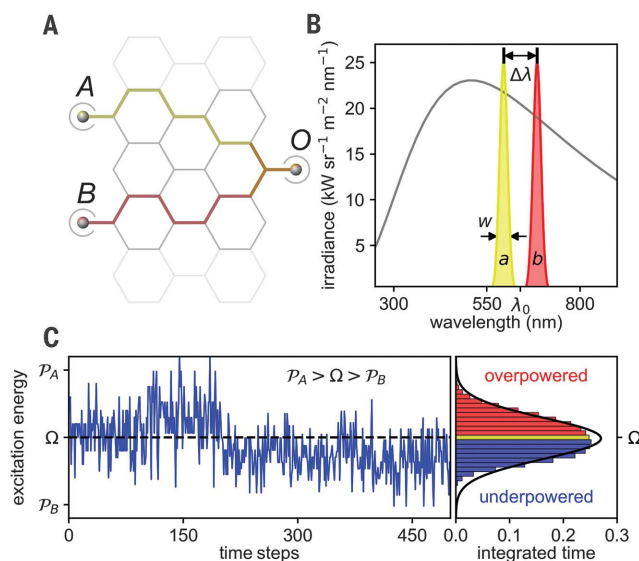 A
A
B
O
B
irradiance (kW sr⁻¹ m⁻² nm⁻¹)
25
20
15
10
5
Δλ
w
a
b
300
550
λ₀
800
wavelength (nm)
C
excitation energy
𝒫_A
Ω
𝒫_B
𝒫_A > Ω > 𝒫_B
0
150
300
450
time steps
overpowered
underpowered
Ω
0.0
0.1
0.2
0.3
integrated time